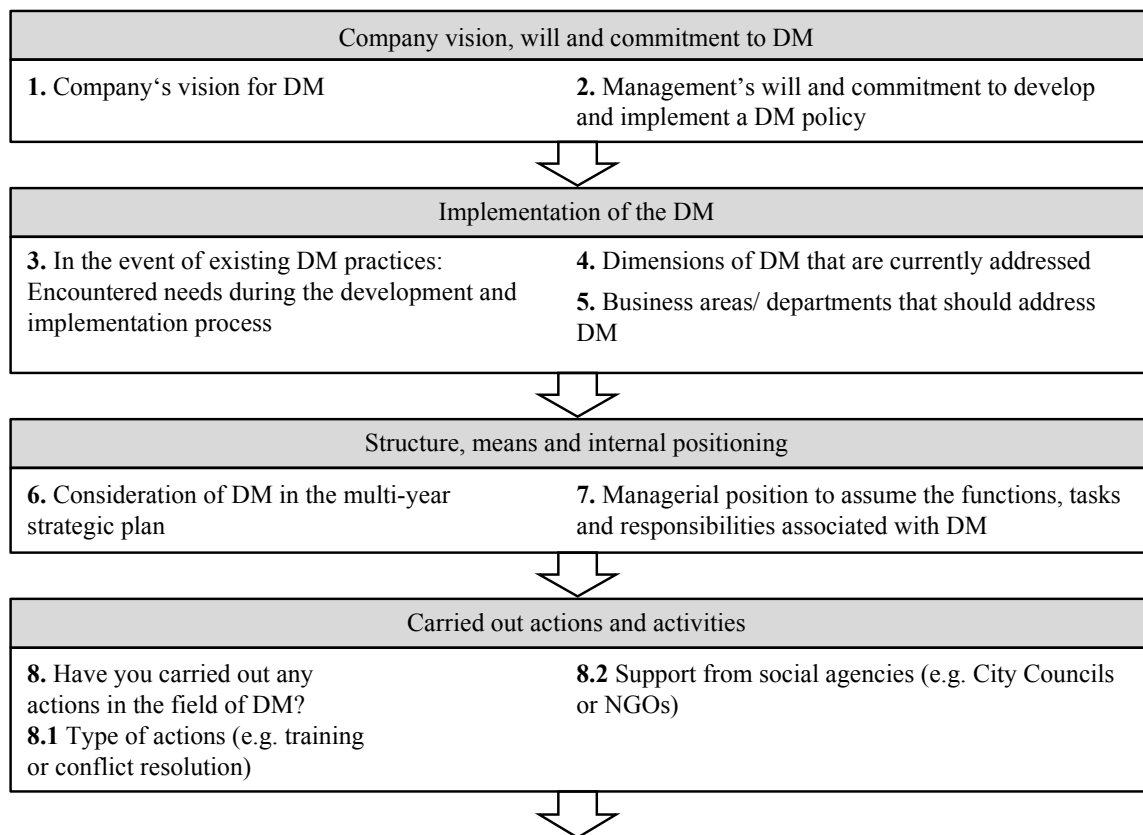 Company vision, will and commitment to DM
1. Company‘s vision for DM
2. Management’s will and commitment to develop
and implement a DM policy
Implementation of the DM
3. In the event of existing DM practices:
Encountered needs during the development and
implementation process
4. Dimensions of DM that are currently addressed
5. Business areas/ departments that should address
DM
Structure, means and internal positioning
6. Consideration of DM in the multi-year
strategic plan
7. Managerial position to assume the functions, tasks
and responsibilities associated with DM
Carried out actions and activities
8. Have you carried out any
actions in the field of DM?
8.1 Type of actions (e.g. training
or conflict resolution)
8.2 Support from social agencies (e.g. City Councils
or NGOs)